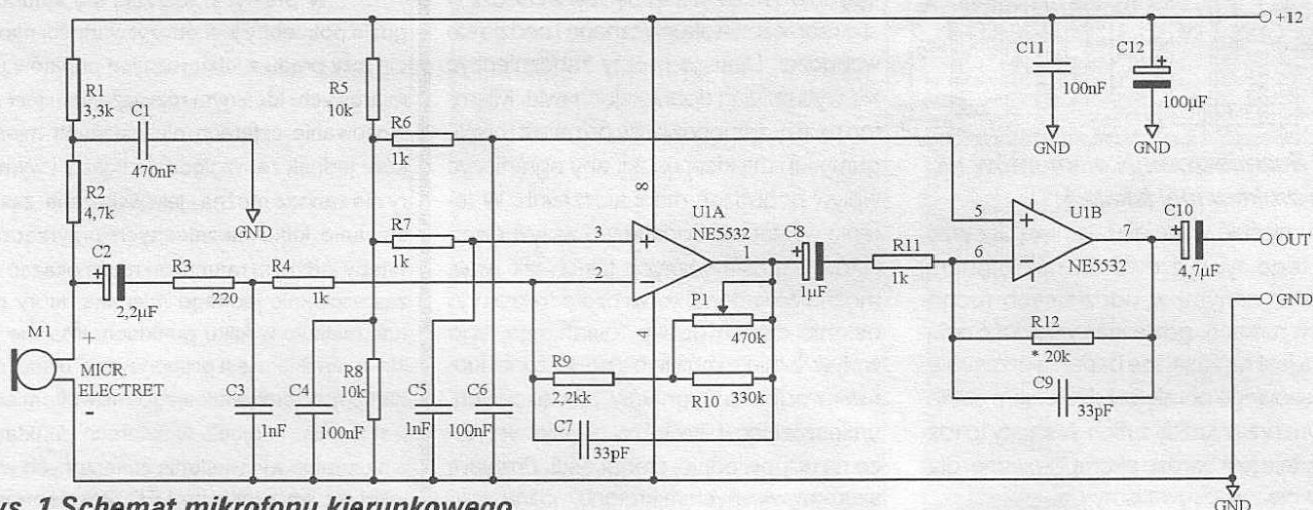 +12
C11
100nF
C12
+
100µF
GND
GND
R1
3,3k
C1
470nF
R2
4,7k
GND
R5
10k
R6
1k
R7
1k
∞
3
2
+
−
1
U1A
NE5532
C8
1µF
R11
1k
5
6
+
−
7
U1B
NE5532
C10
+
4,7µF
OUT
GND
C2
+
2,2µF
R3
220
R4
1k
P1
470k
R12
* 20k
C9
33pF
M1
+
MICR.
ELECTRET
-
C3
1nF
C4
100nF
R8
10k
C5
1nF
C6
100nF
R9
2,2kk
R10
330k
C7
33pF
GND
ys. 1 Schemat mikrofonu kierunkowego